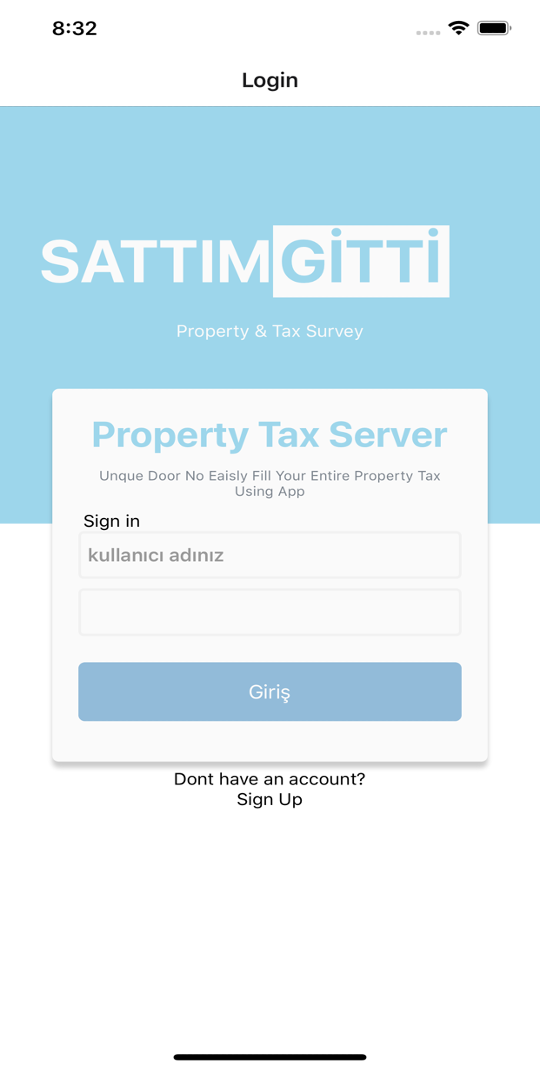 8:32
Login
SATTIMGİTTİ
Property & Tax Survey
Property Tax Server
Unque Door No Eaisly Fill Your Entire Property Tax
Using App
Sign in
kullanıcı adınız
Giriş
Dont have an account?
Sign Up